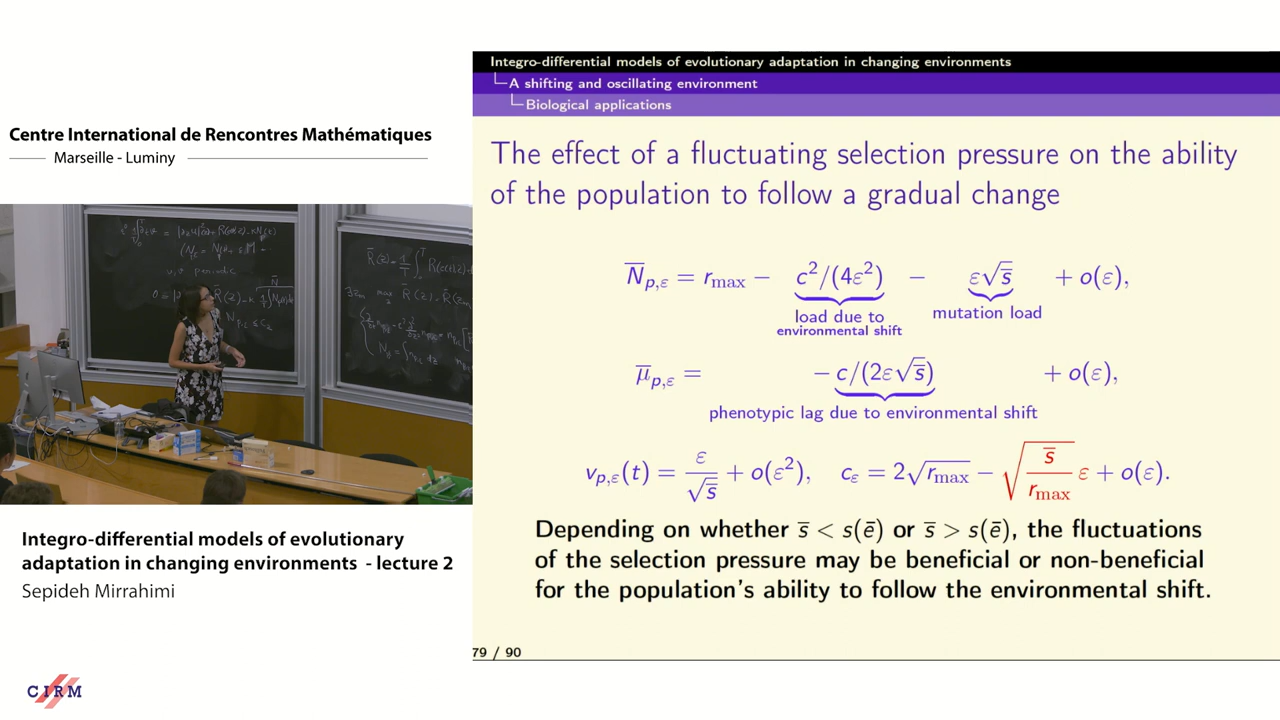 Centre International de Rencontres Mathématiques
Marseille - Luminy
Integro-differential models of evolutionary
adaptation in changing environments - lecture 2
Sepideh Mirrahimi
CIRM
Integro-differential models of evolutionary adaptation in changing environments
A shifting and oscillating environment
Biological applications
The effect of a fluctuating selection pressure on the ability
of the population to follow a gradual change
N̅_{p,ε} = r_max − c²/(4ε²) − ε√s̅ + o(ε),
load due to environmental shift
mutation load
μ̅_{p,ε} = − c/(2ε√s̅) + o(ε),
phenotypic lag due to environmental shift
v_{p,ε}(t) = ε/√s̅ + o(ε²), c_ε = 2√r_max − √(s̅/r_max) ε + o(ε).
Depending on whether s̅ < s(e̅) or s̅ > s(e̅), the fluctuations
of the selection pressure may be beneficial or non-beneficial
for the population's ability to follow the environmental shift.
79 / 90